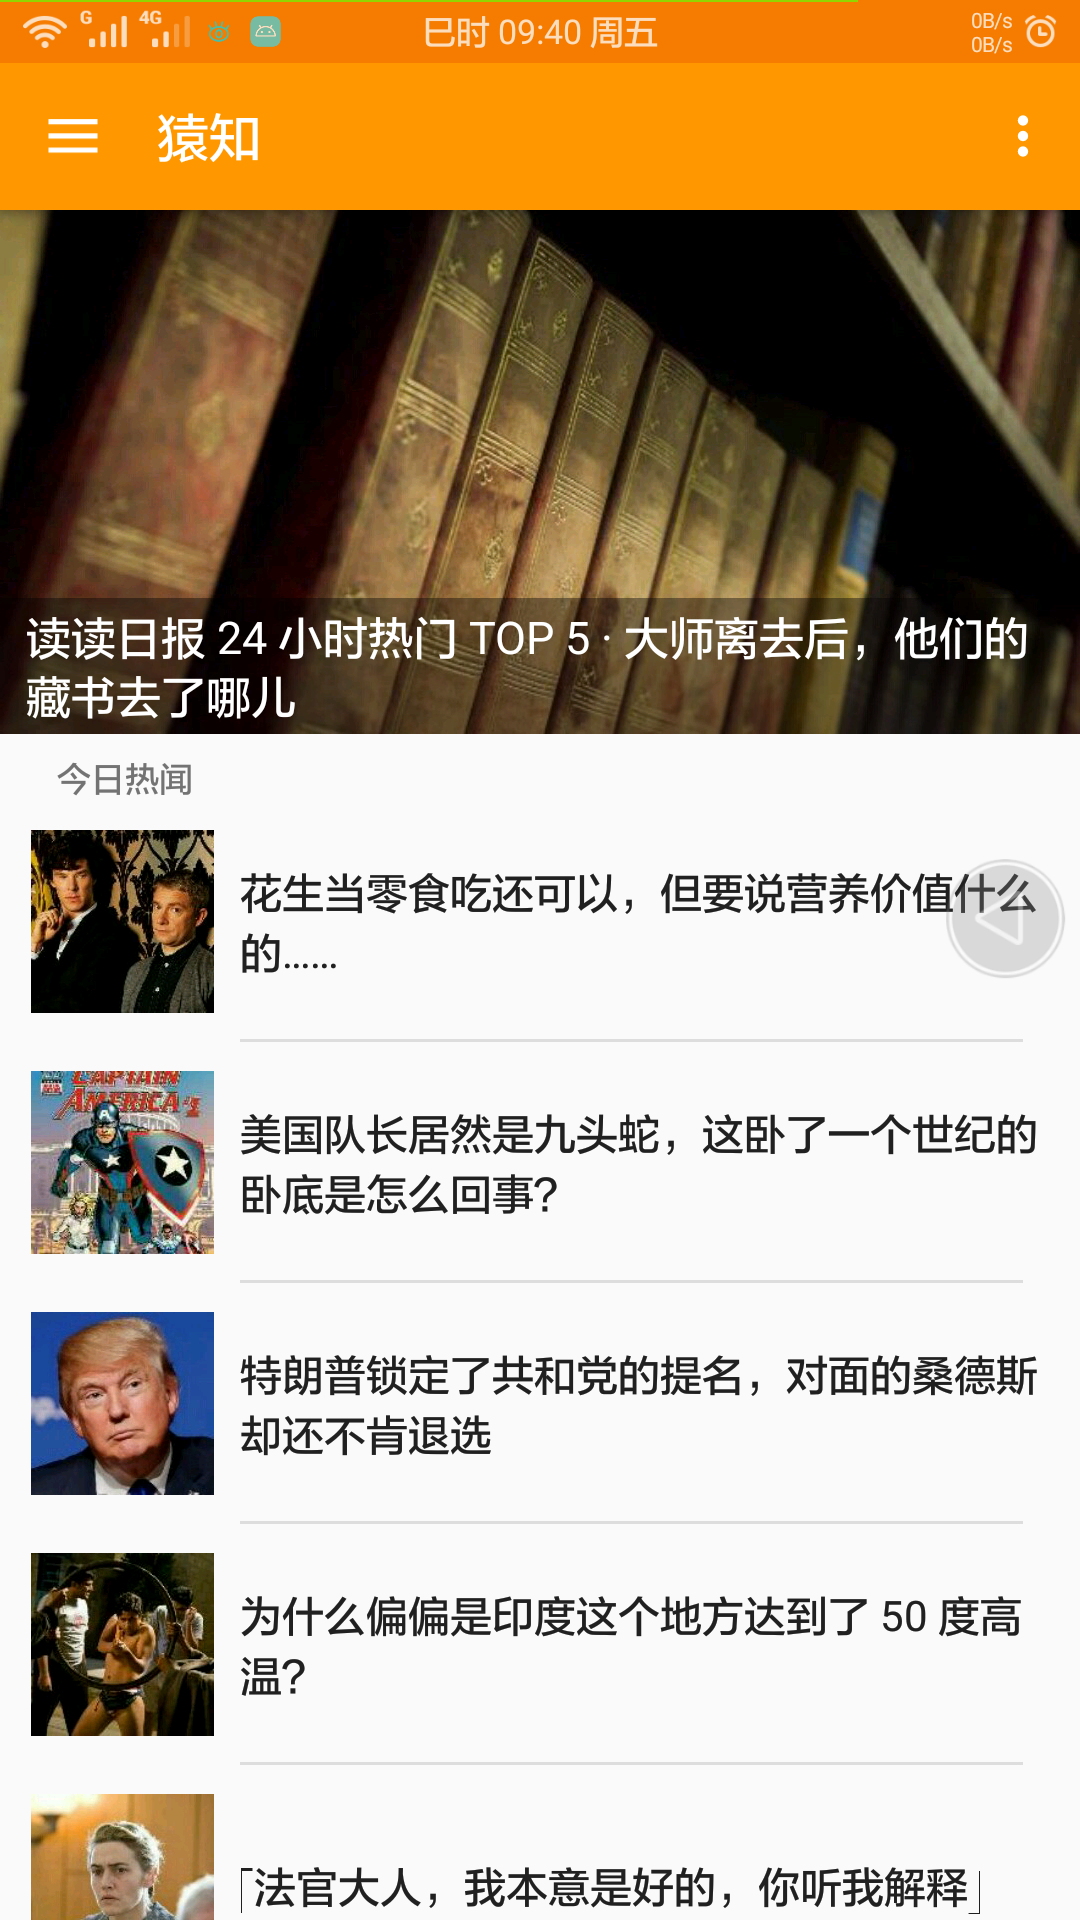 G 4G 巳时 09:40 周五 0B/s
0B/s
猿知
读读日报 24 小时热门 TOP 5 · 大师离去后，他们的
藏书去了哪儿
今日热闻
花生当零食吃还可以，但要说营养价值什么
的……
CAPTAIN
AMERICA
美国队长居然是九头蛇，这卧了一个世纪的
卧底是怎么回事？
特朗普锁定了共和党的提名，对面的桑德斯
却还不肯退选
为什么偏偏是印度这个地方达到了 50 度高
温？
「法官大人，我本意是好的，你听我解释」